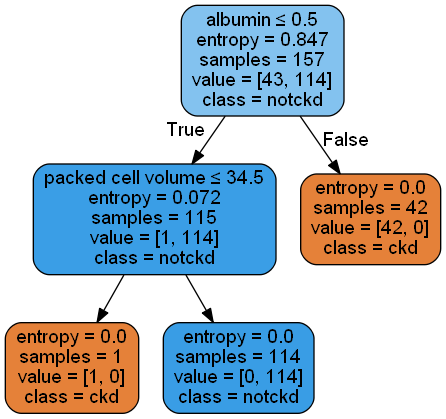 albumin ≤ 0.5
entropy = 0.847
samples = 157
value = [43, 114]
class = notckd
True
False
packed cell volume ≤ 34.5
entropy = 0.072
samples = 115
value = [1, 114]
class = notckd
entropy = 0.0
samples = 42
value = [42, 0]
class = ckd
entropy = 0.0
samples = 1
value = [1, 0]
class = ckd
entropy = 0.0
samples = 114
value = [0, 114]
class = notckd